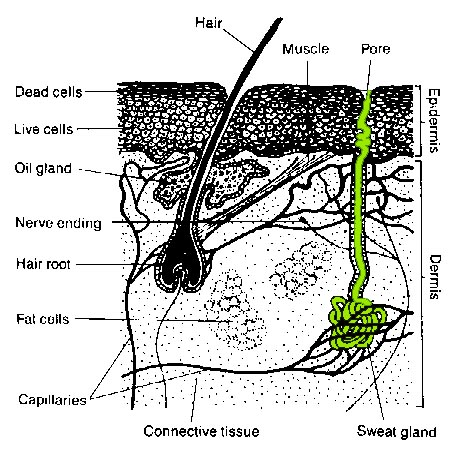 Hair
Muscle
Pore
Dead cells
Live cells
Oil gland
Nerve ending
Hair root
Fat cells
Capillaries
Connective tissue
Sweat gland
Epidermis
Dermis